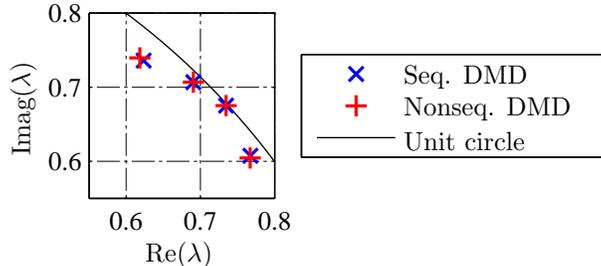 0.8
0.7
0.6
Imag(λ)
0.6 0.7 0.8
Re(λ)
Seq. DMD
Nonseq. DMD
Unit circle